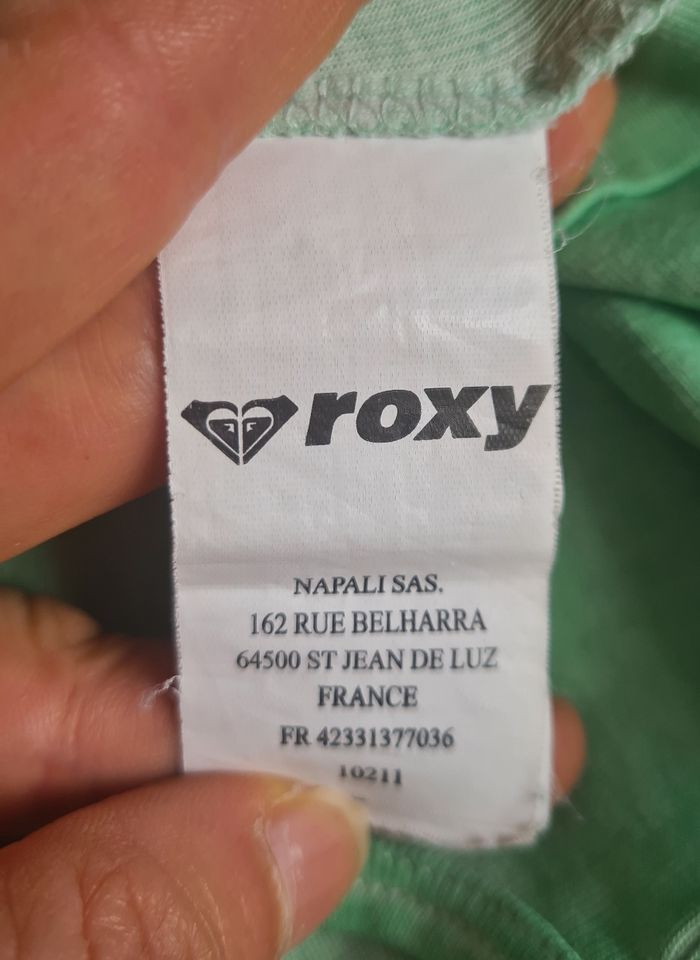 roxy
NAPALI SAS.
162 RUE BELHARRA
64500 ST JEAN DE LUZ
FRANCE
FR 42331377036
10211